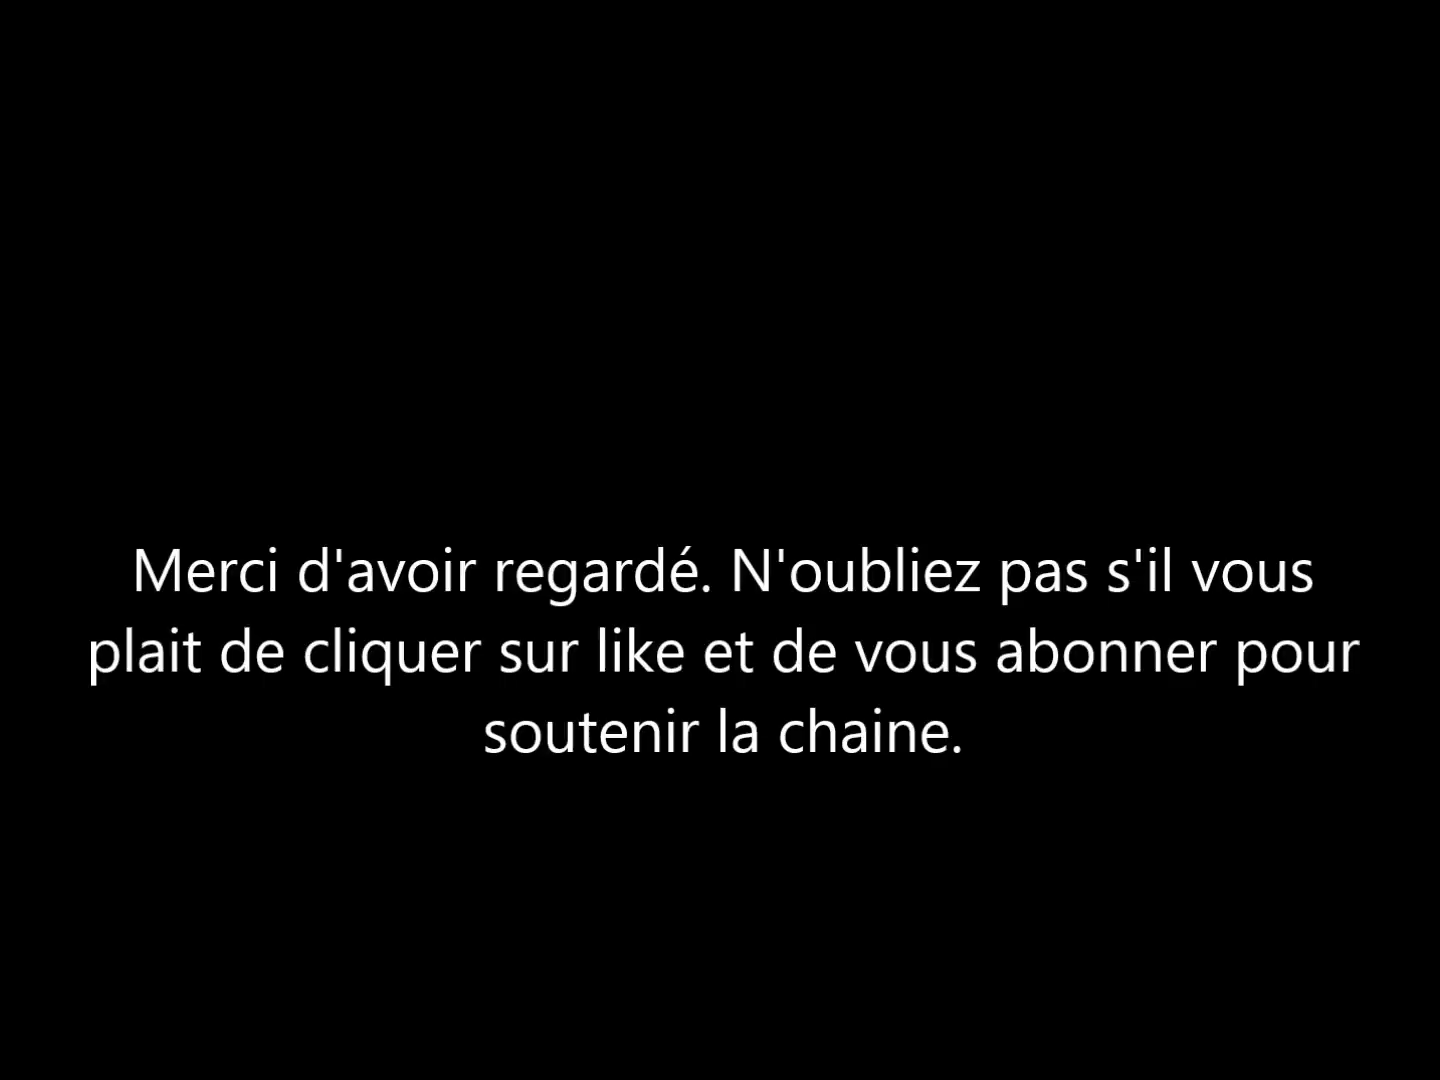 Merci d'avoir regardé. N'oubliez pas s'il vous
plait de cliquer sur like et de vous abonner pour
soutenir la chaine.